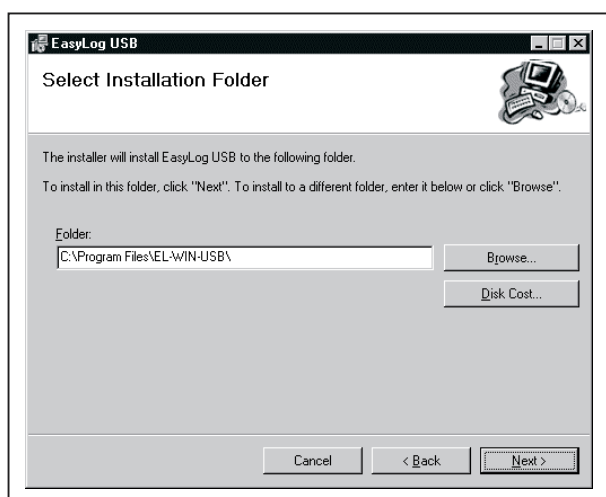 EasyLog USB
Select Installation Folder
The installer will install EasyLog USB to the following folder.
To install in this folder, click "Next". To install to a different folder, enter it below or click "Browse".
Folder:
C:\Program Files\EL-WIN-USB\
Browse...
Disk Cost...
Cancel
< Back
Next >